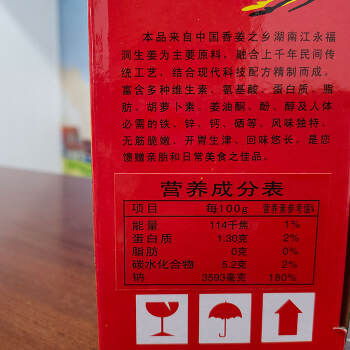 本品来自中国香姜之乡湖南江永福
洞生姜为主要原料，融合上千年民间传
统工艺，结合现代科技配方精制而成。
富含多种维生素、氨基酸、蛋白质、脂
肪、胡萝卜素、姜油酮、酚、醇及人体
必需的铁、锌、钙、硒等。风味独特、
无筋脆嫩、开胃生津、回味悠长，是您
馈赠亲朋和日常美食之佳品。
营养成分表
项目 每100g 营养素参考值%
能量 114千焦 1%
蛋白质 1.30克 2%
脂肪 0克 0%
碳水化合物 5.2克 2%
钠 3593毫克 180%